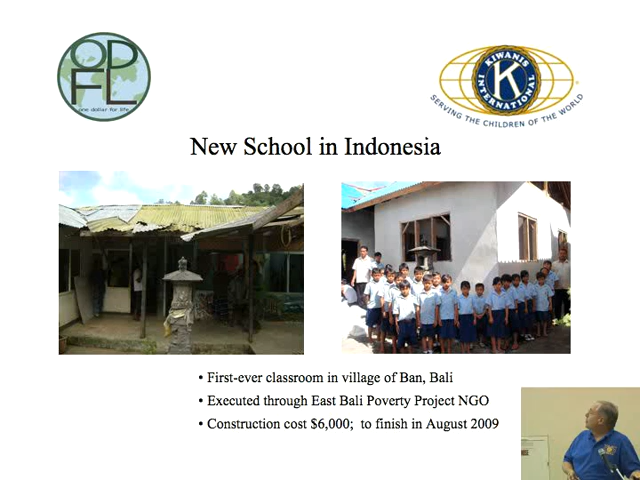 OD
FL
one dollar for life
KIWANIS
K
INTERNATIONAL
SERVING THE CHILDREN OF THE WORLD
New School in Indonesia
• First-ever classroom in village of Ban, Bali
• Executed through East Bali Poverty Project NGO
• Construction cost $6,000; to finish in August 2009